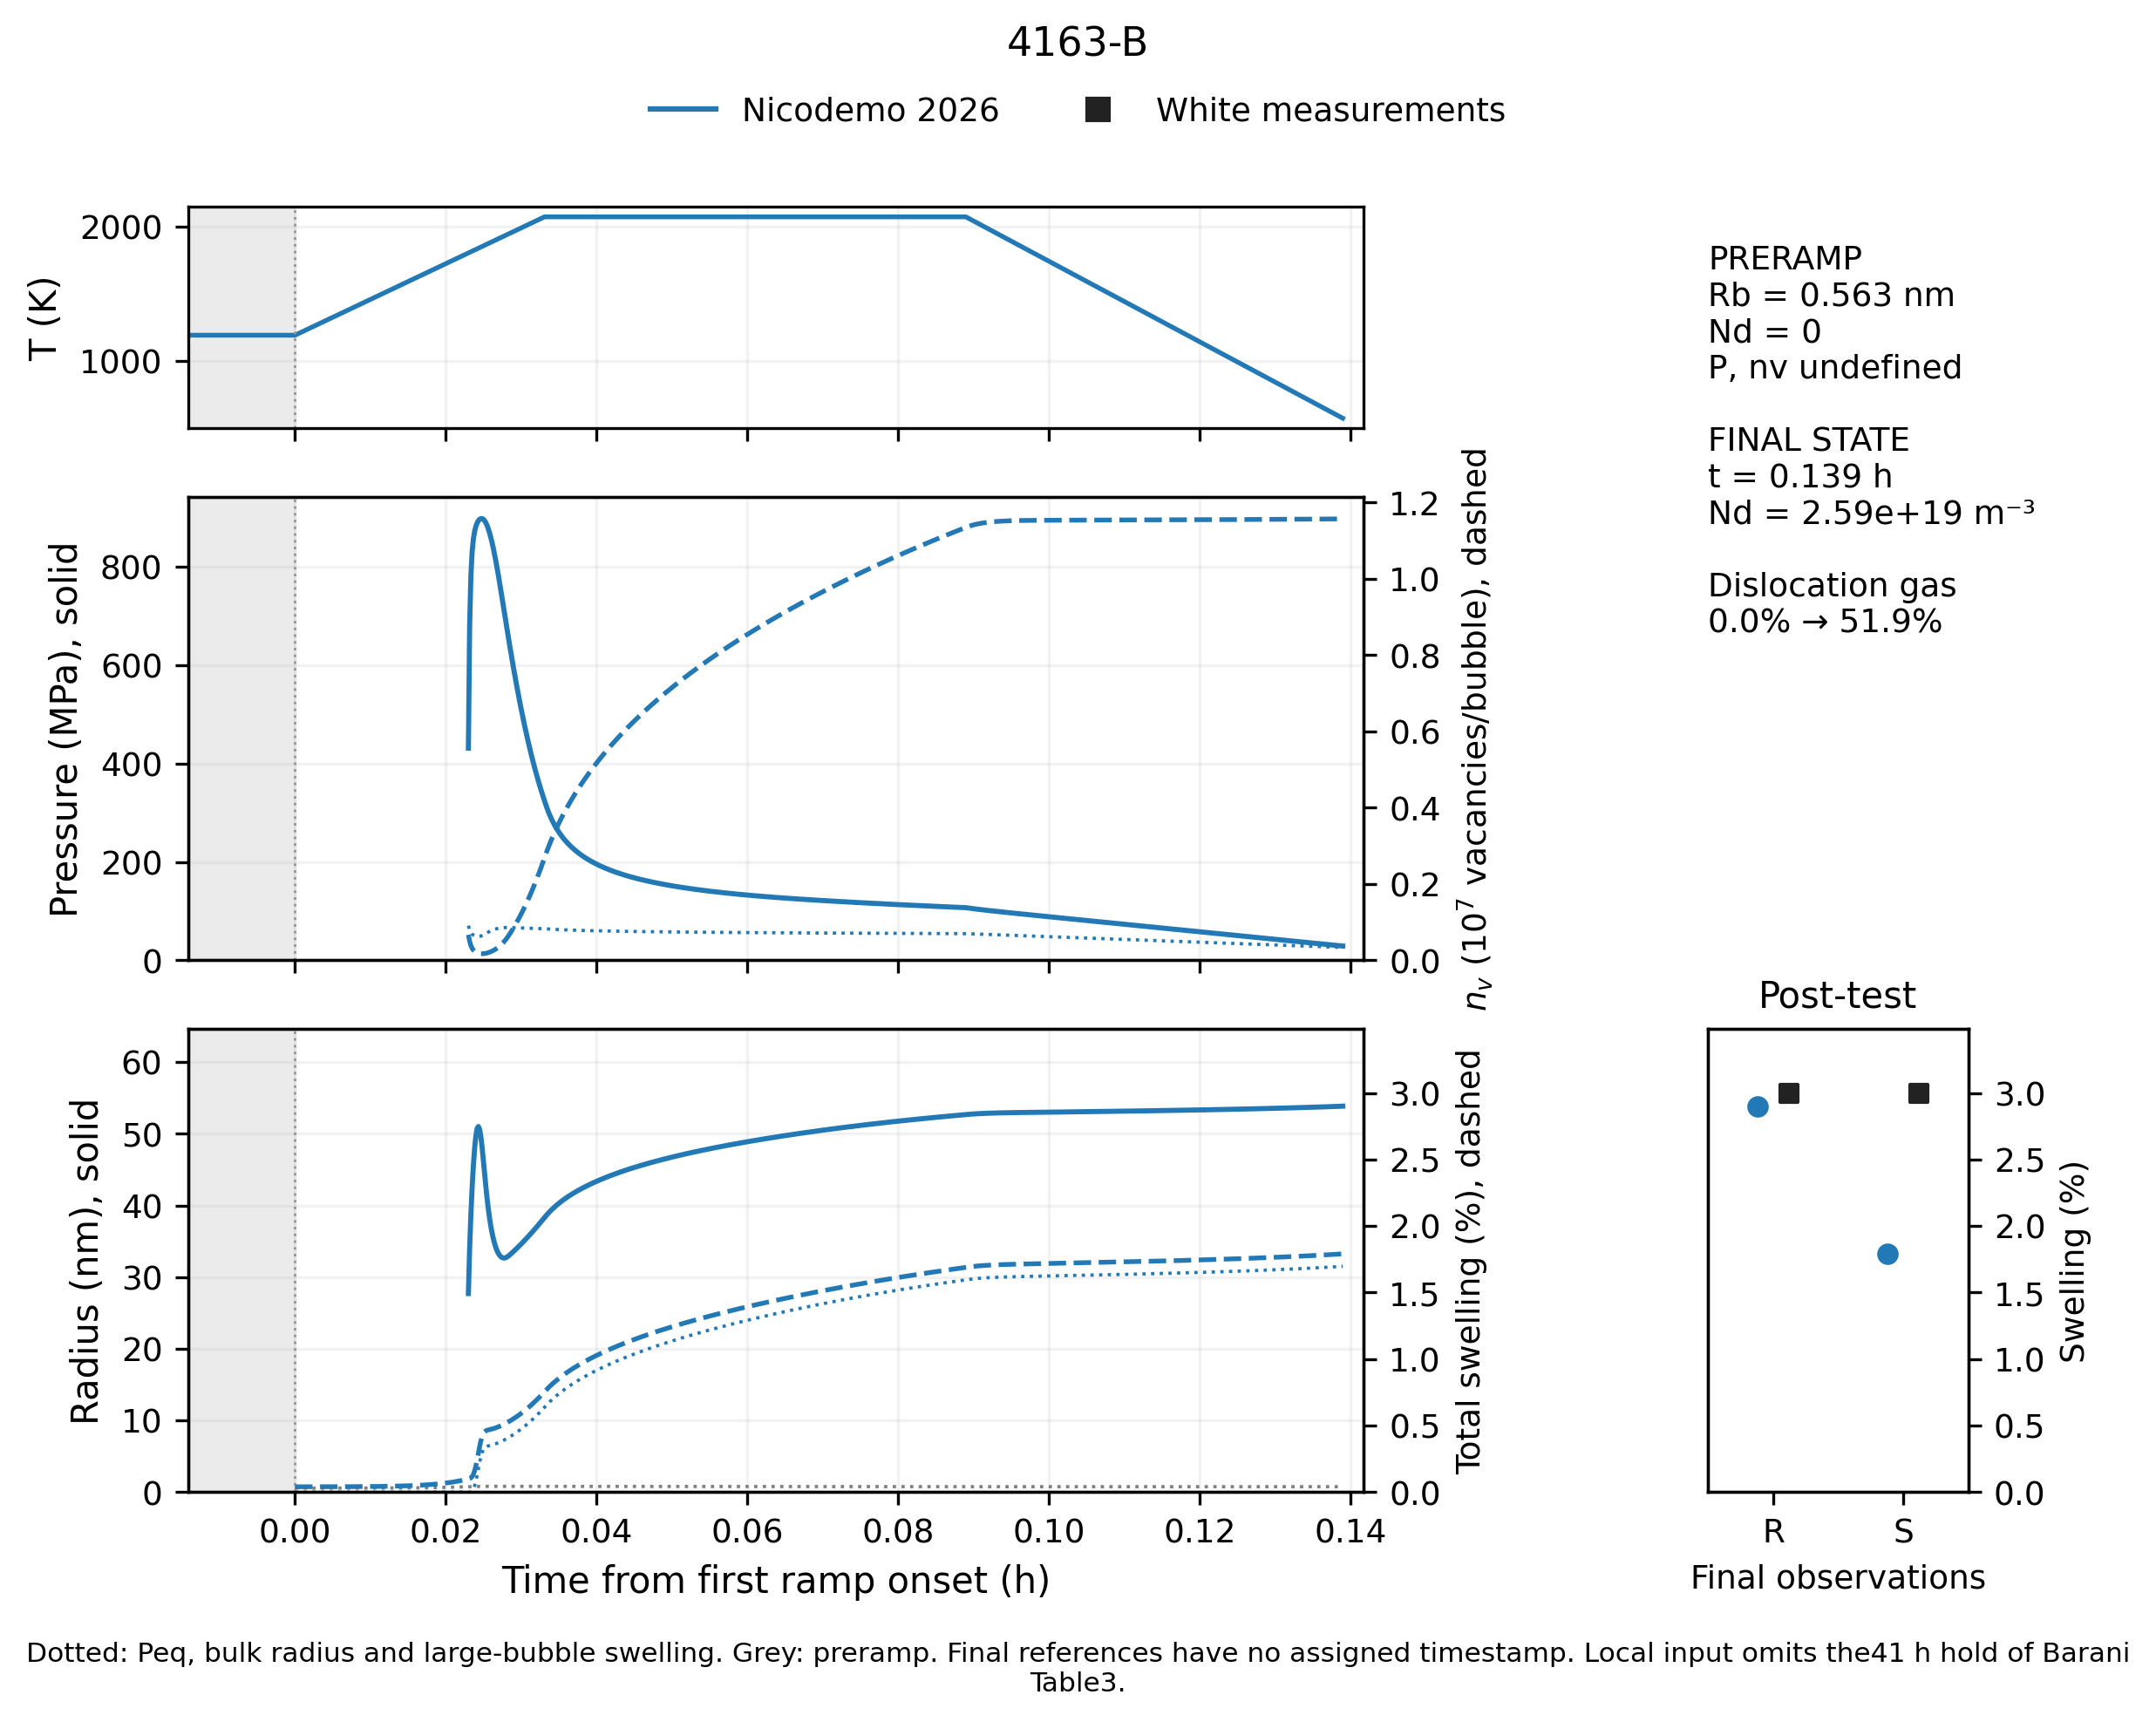 4163-B
Nicodemo 2026
White measurements
T (K)
2000
1000
PRERAMP
Rb = 0.563 nm
Nd = 0
P, nv undefined
FINAL STATE
t = 0.139 h
Nd = 2.59e+19 m⁻³
Dislocation gas
0.0% → 51.9%
Pressure (MPa), solid
800
600
400
200
0
1.2
1.0
0.8
0.6
0.4
0.2
0.0
nᵥ (10⁷ vacancies/bubble), dashed
Radius (nm), solid
60
50
40
30
20
10
0
3.0
2.5
2.0
1.5
1.0
0.5
0.0
Total swelling (%), dashed
0.00 0.02 0.04 0.06 0.08 0.10 0.12 0.14
Time from first ramp onset (h)
Post-test
3.0
2.5
2.0
1.5
1.0
0.5
0.0
Swelling (%)
R S
Final observations
Dotted: Peq, bulk radius and large-bubble swelling. Grey: preramp. Final references have no assigned timestamp. Local input omits the41 h hold of Barani
Table3.